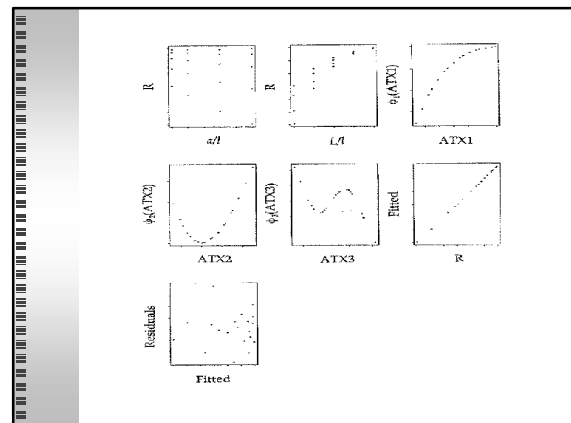 R
a/l
R
L/l
ϕ₁(ATX1)
ATX1
ϕ₂(ATX2)
ATX2
ϕ₃(ATX3)
ATX3
Fitted
R
Residuals
Fitted